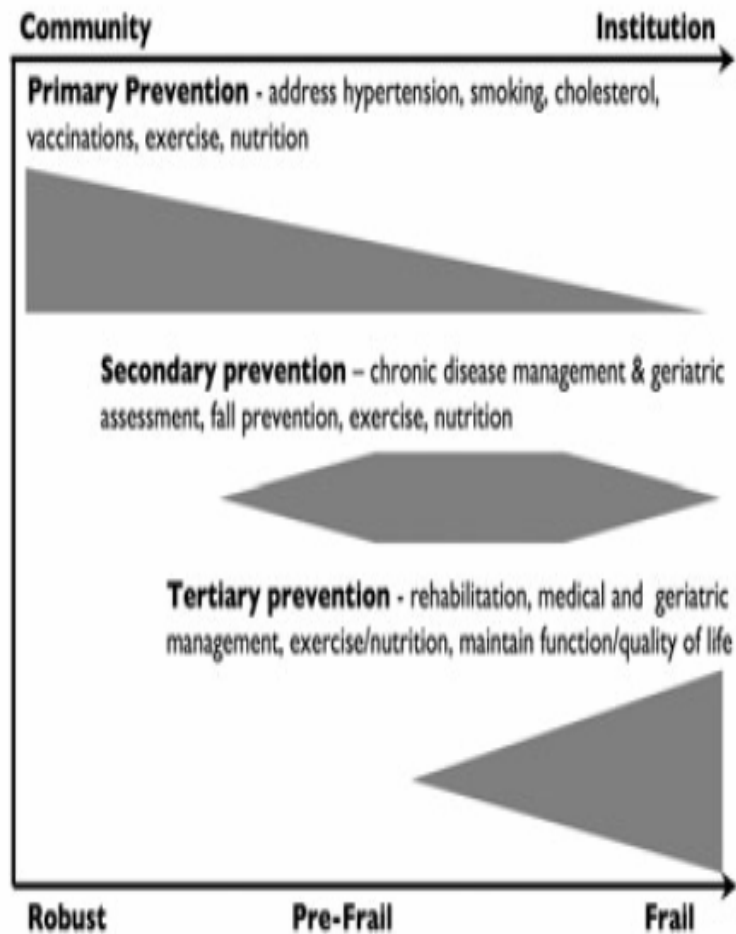 Community Institution
Primary Prevention - address hypertension, smoking, cholesterol,
vaccinations, exercise, nutrition
Secondary prevention – chronic disease management & geriatric
assessment, fall prevention, exercise, nutrition
Tertiary prevention - rehabilitation, medical and geriatric
management, exercise/nutrition, maintain function/quality of life
Robust Pre-Frail Frail